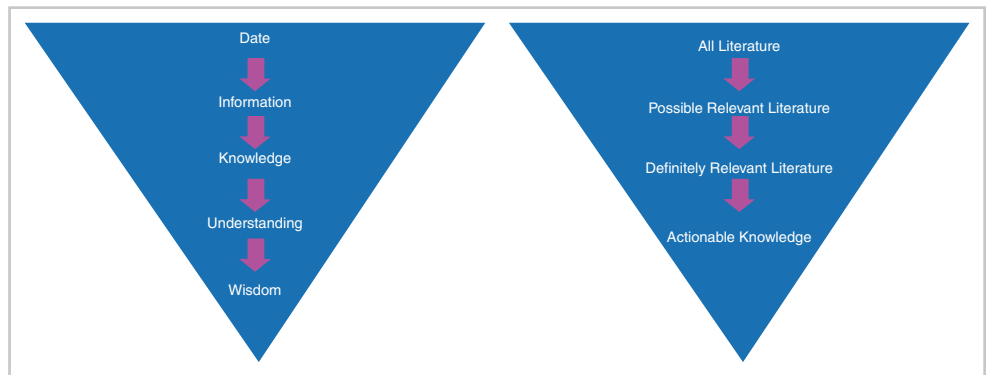 Date
Information
Knowledge
Understanding
Wisdom
All Literature
Possible Relevant Literature
Definitely Relevant Literature
Actionable Knowledge